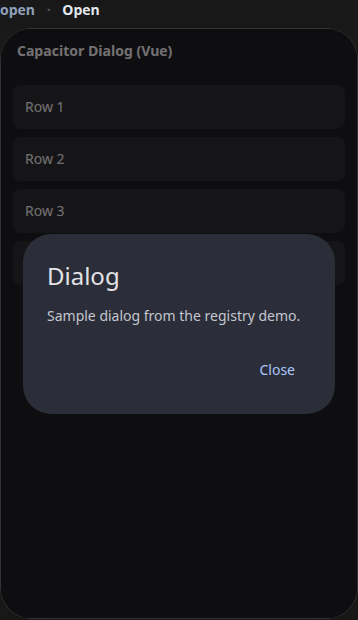 open · Open
Capacitor Dialog (Vue)
Row 1
Row 2
Row 3
Dialog
Sample dialog from the registry demo.
Close